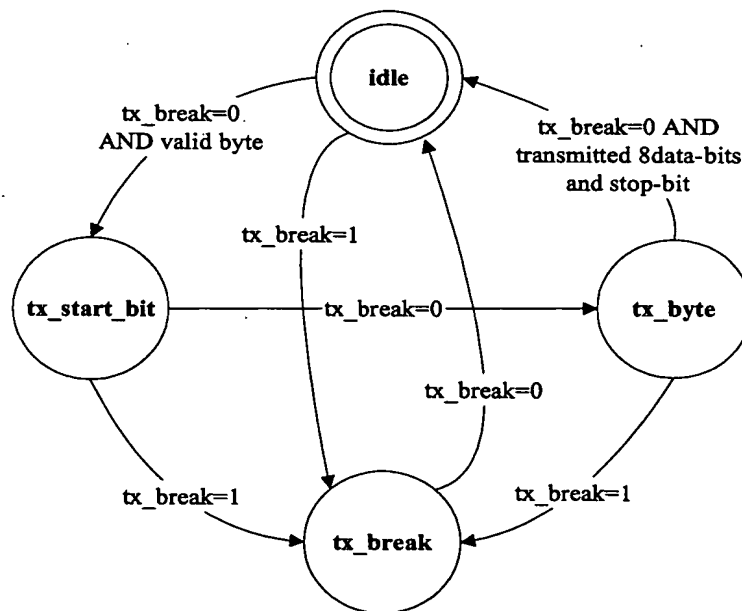 idle
tx_break=0
AND valid byte
tx_break=0 AND
transmitted 8data-bits
and stop-bit
tx_break=1
tx_start_bit
tx_break=0
tx_byte
tx_break=0
tx_break=1
tx_break=1
tx_break